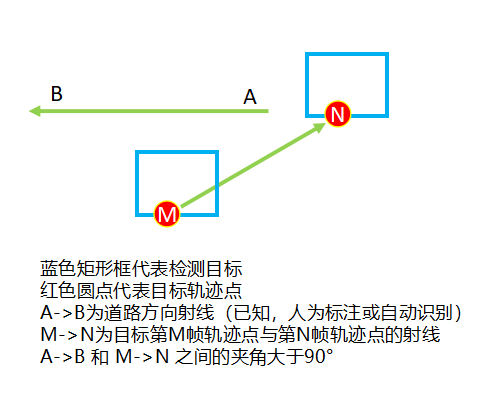 B
A
N
M
蓝色矩形框代表检测目标
红色圆点代表目标轨迹点
A->B为道路方向射线（已知，人为标注或自动识别）
M->N为目标第M帧轨迹点与第N帧轨迹点的射线
A->B 和 M->N 之间的夹角大于90°